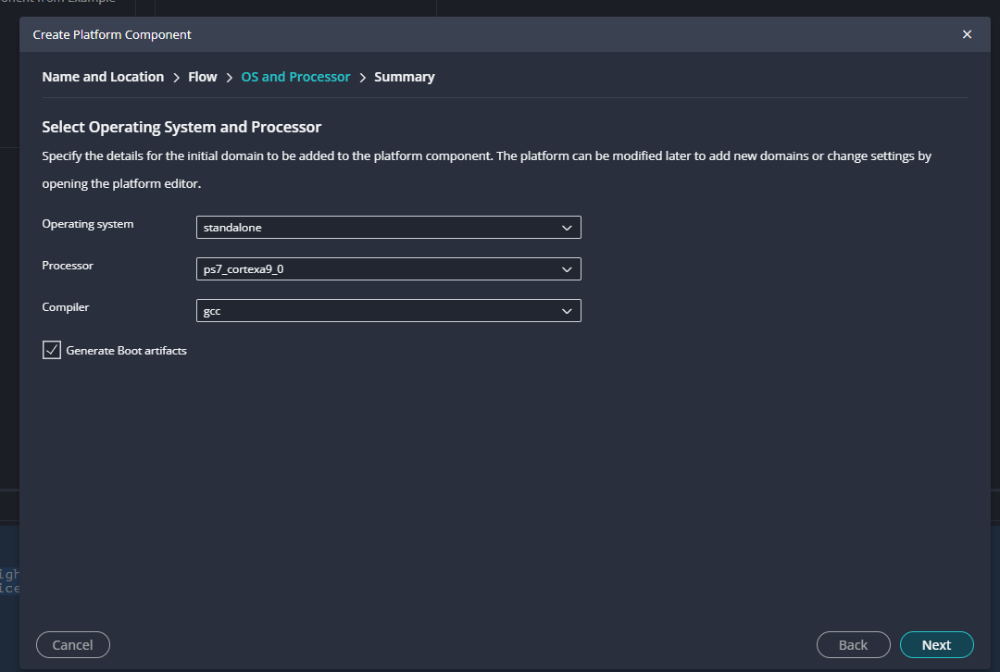 from Example
Create Platform Component
Name and Location > Flow > OS and Processor > Summary
Select Operating System and Processor
Specify the details for the initial domain to be added to the platform component. The platform can be modified later to add new domains or change settings by
opening the platform editor.
Operating system standalone
Processor ps7_cortexa9_0
Compiler gcc
Generate Boot artifacts
Cancel Back Next